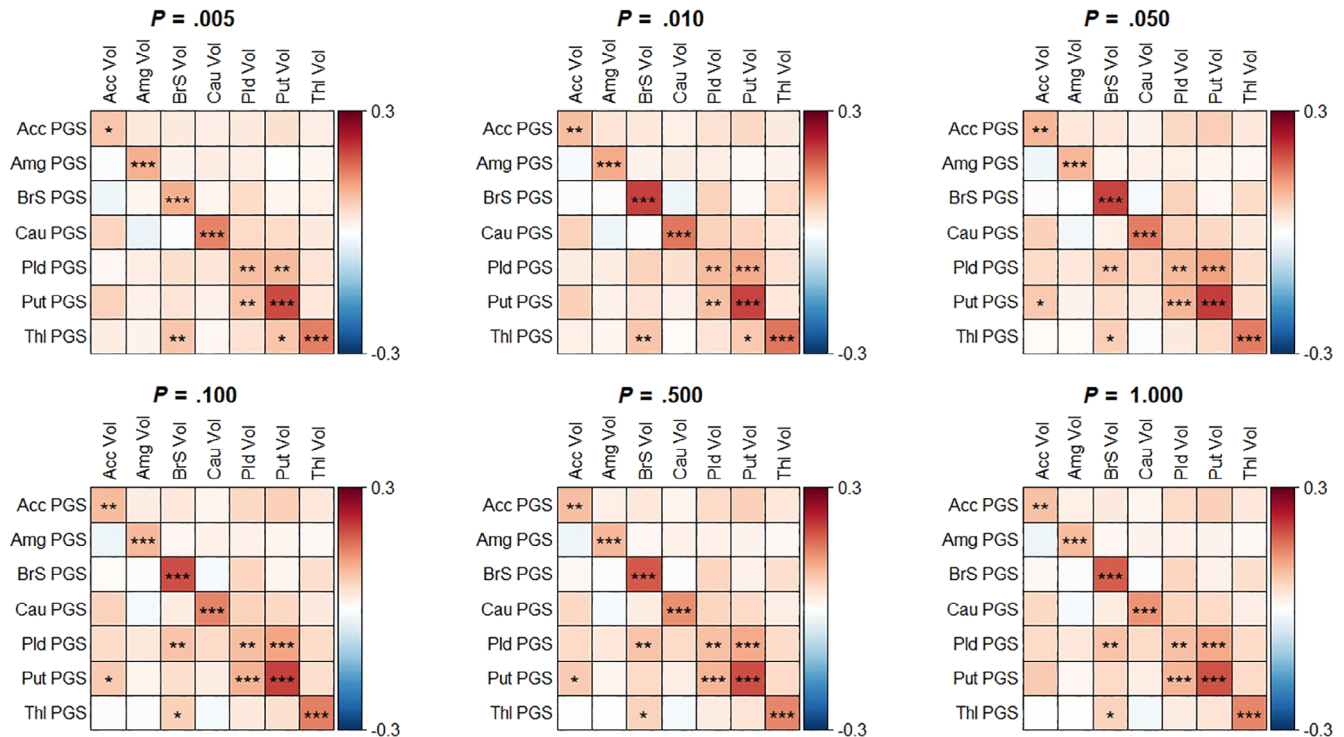 P = .005
P = .010
P = .050
Acc Vol Amg Vol BrS Vol Cau Vol Pld Vol Put Vol Thl Vol
Acc Vol Amg Vol BrS Vol Cau Vol Pld Vol Put Vol Thl Vol
Acc Vol Amg Vol BrS Vol Cau Vol Pld Vol Put Vol Thl Vol
0.3
0.3
0.3
Acc PGS * Acc PGS ** Acc PGS **
Amg PGS *** Amg PGS *** Amg PGS ***
BrS PGS *** BrS PGS *** BrS PGS ***
Cau PGS *** Cau PGS *** Cau PGS ***
Pld PGS ** ** Pld PGS ** *** Pld PGS ** ** ***
Put PGS ** *** Put PGS ** *** Put PGS * *** ***
Thl PGS ** * *** Thl PGS ** * *** Thl PGS * ***
-0.3
-0.3
-0.3
P = .100
P = .500
P = 1.000
Acc Vol Amg Vol BrS Vol Cau Vol Pld Vol Put Vol Thl Vol
Acc Vol Amg Vol BrS Vol Cau Vol Pld Vol Put Vol Thl Vol
Acc Vol Amg Vol BrS Vol Cau Vol Pld Vol Put Vol Thl Vol
0.3
0.3
0.3
Acc PGS ** Acc PGS ** Acc PGS **
Amg PGS *** Amg PGS *** Amg PGS ***
BrS PGS *** BrS PGS *** BrS PGS ***
Cau PGS *** Cau PGS *** Cau PGS ***
Pld PGS ** ** *** Pld PGS ** ** *** Pld PGS ** ** ***
Put PGS * *** *** Put PGS * *** *** Put PGS *** ***
Thl PGS * *** Thl PGS * *** Thl PGS * ***
-0.3
-0.3
-0.3